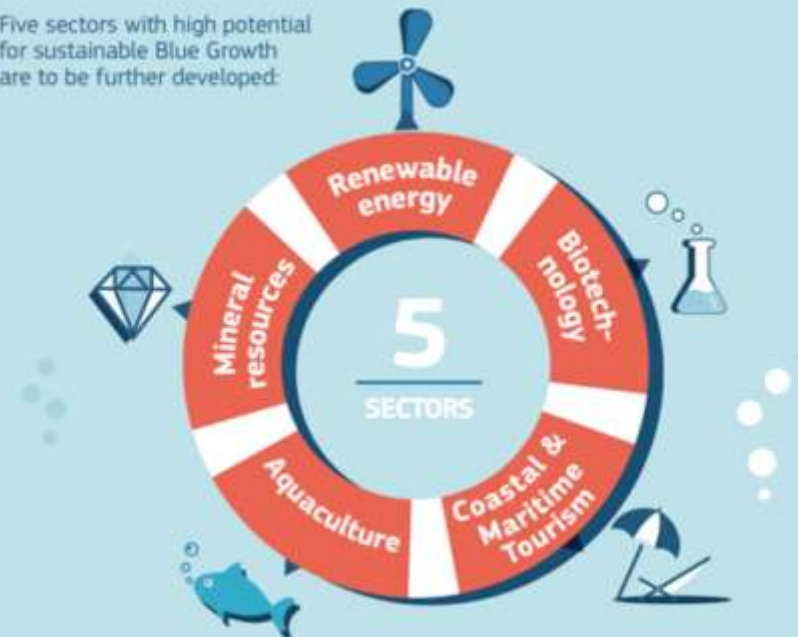 Five sectors with high potential
for sustainable Blue Growth
are to be further developed:
Renewable
energy
Biotech-
nology
Coastal &
Maritime
Tourism
Aquaculture
Mineral
resources
5
SECTORS